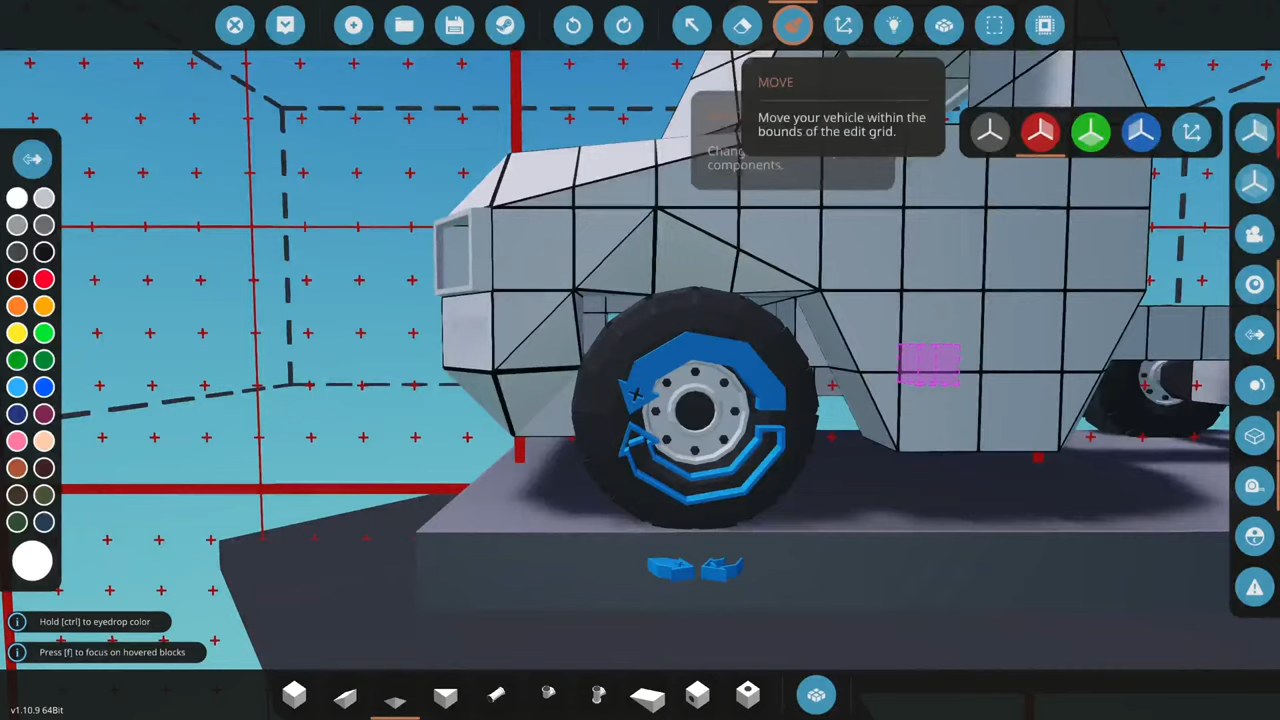 MOVE
Move your vehicle within the
bounds of the edit grid.
Chang
components.
Hold [ctrl] to eyedrop color
Press [f] to focus on hovered blocks
v1.10.9 64Bit